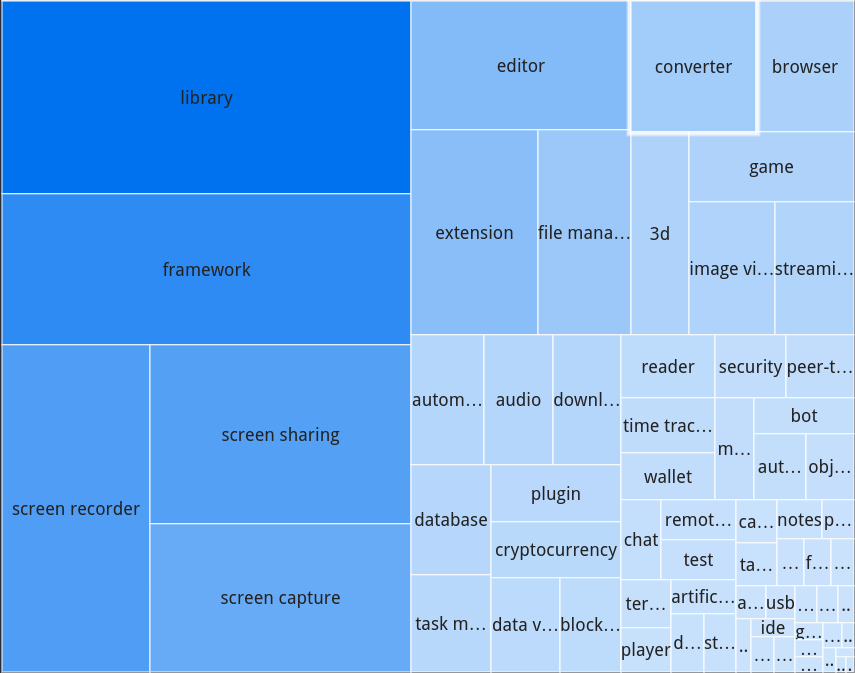 library
framework
screen recorder
screen sharing
screen capture
editor
converter
browser
extension
file mana…
3d
game
image vi…
streami…
autom…
audio
downl…
database
plugin
cryptocurrency
task m…
data v…
block…
reader
security
peer-t…
time trac…
wallet
m…
bot
aut…
obj…
chat
remot…
test
ca…
notes
p…
ta…
…
f…
…
ter…
player
artific…
d…
st…
a…
usb
…
…
..
..
ide
…
…
g…
…
..
…
…
..
..
..